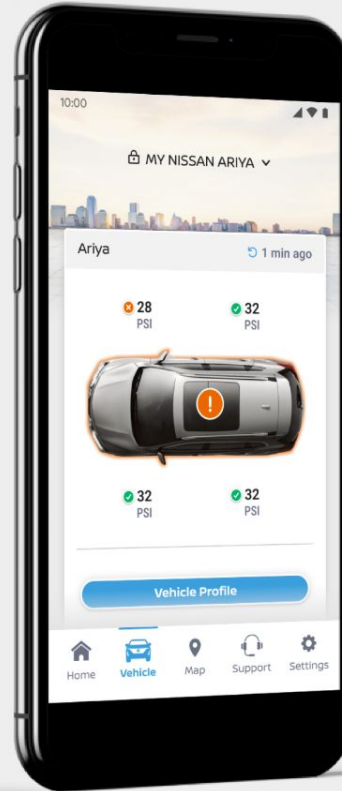 10:00
MY NISSAN ARIYA
Ariya
1 min ago
28
PSI
32
PSI
32
PSI
32
PSI
Vehicle Profile
Home
Vehicle
Map
Support
Settings